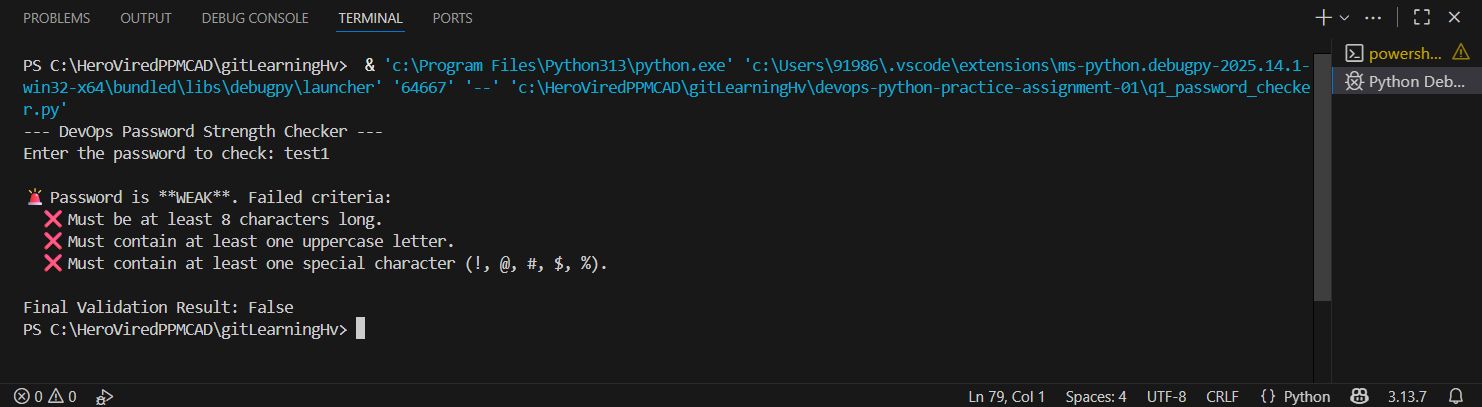 PROBLEMS OUTPUT DEBUG CONSOLE TERMINAL PORTS
PS C:\HeroViredPPMCAD\gitLearningHv>  & 'c:\Program Files\Python313\python.exe' 'c:\Users\91986\.vscode\extensions\ms-python.debugpy-2025.14.1-
win32-x64\bundled\libs\debugpy\launcher' '64667' '--' 'c:\HeroViredPPMCAD\gitLearningHv\devops-python-practice-assignment-01\q1_password_checke
r.py'
--- DevOps Password Strength Checker ---
Enter the password to check: test1
🚨 Password is **WEAK**. Failed criteria:
❌ Must be at least 8 characters long.
❌ Must contain at least one uppercase letter.
❌ Must contain at least one special character (!, @, #, $, %).
Final Validation Result: False
PS C:\HeroViredPPMCAD\gitLearningHv>
powersh...
Python Deb...
0 0 Ln 79, Col 1 Spaces: 4 UTF-8 CRLF {} Python 3.13.7